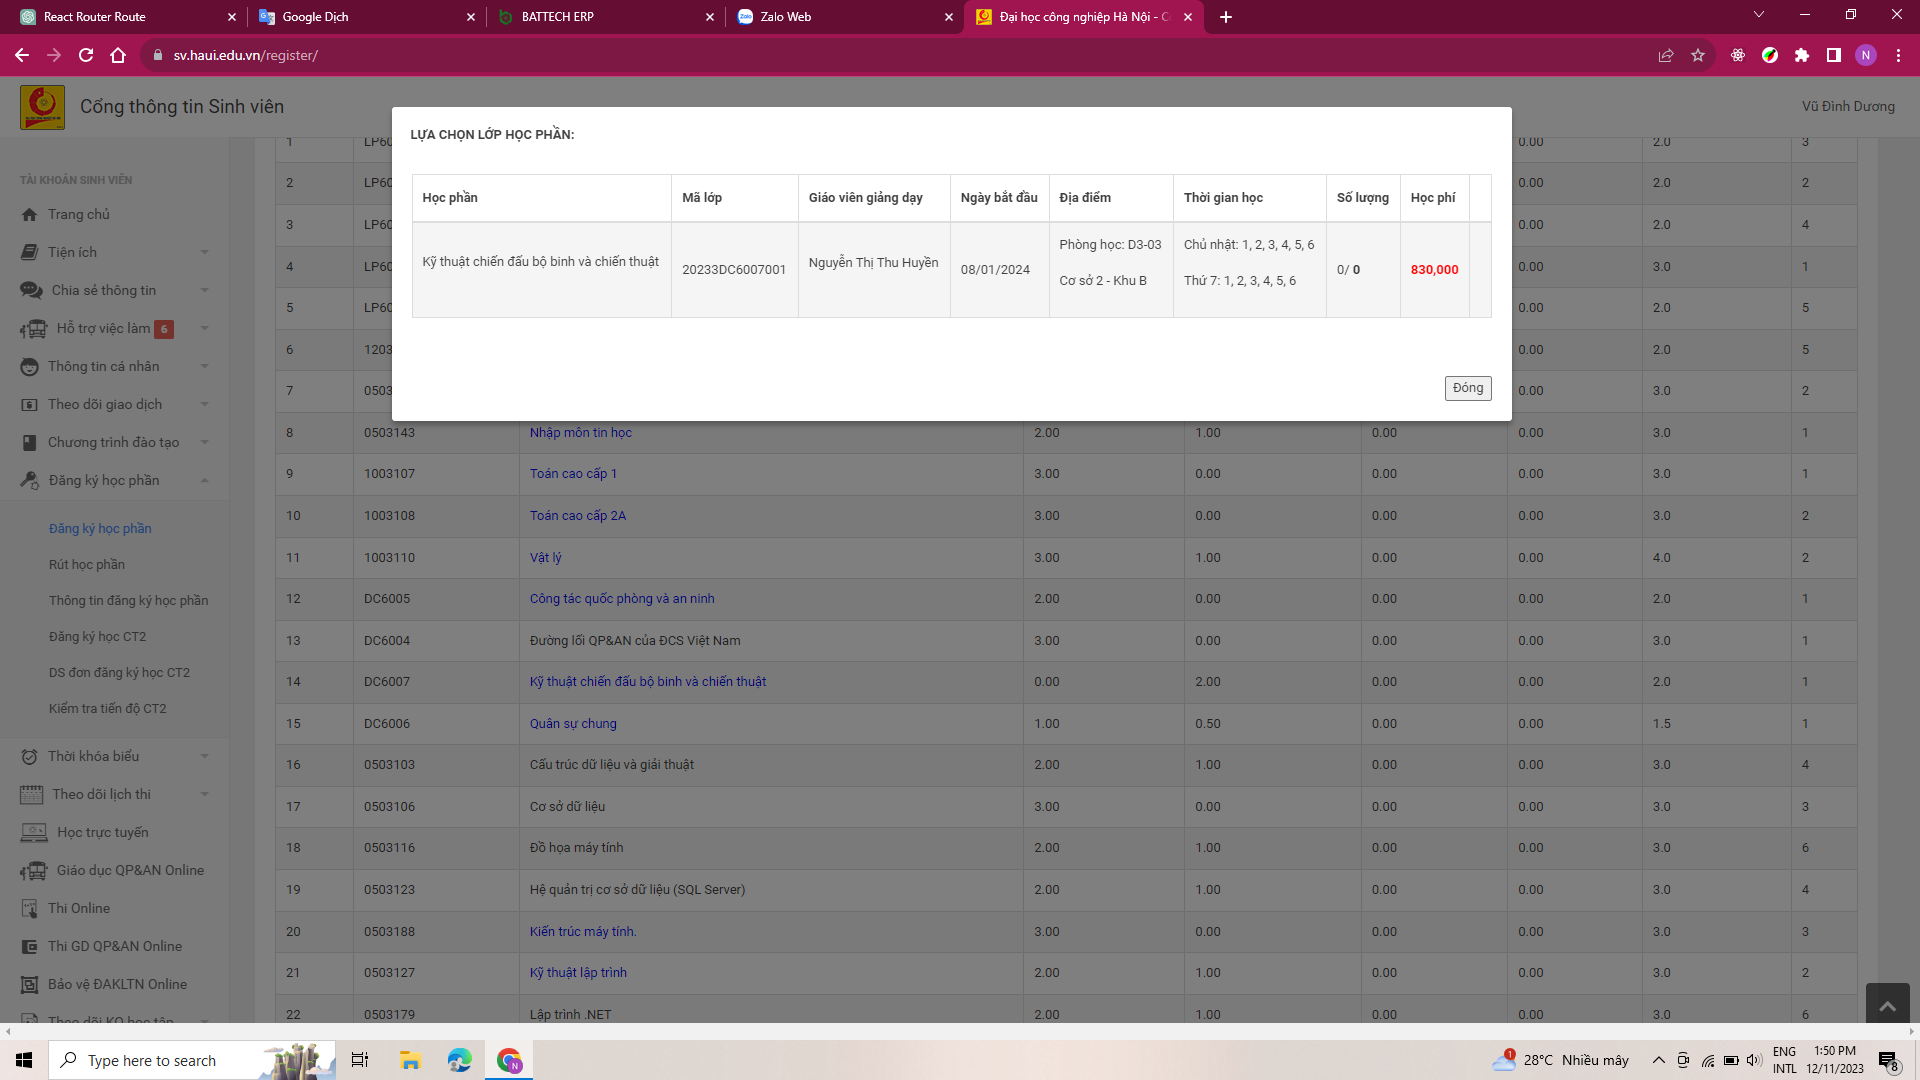 React Router Route
Google Dịch
BATTECH ERP
Zalo Web
Đại học công nghiệp Hà Nội - C
sv.haui.edu.vn/register/
N
Cổng thông tin Sinh viên
Vũ Đình Dương
TÀI KHOẢN SINH VIÊN
Trang chủ
Tiện ích
Chia sẻ thông tin
Hỗ trợ việc làm 6
Thông tin cá nhân
Theo dõi giao dịch
Chương trình đào tạo
Đăng ký học phần
Đăng ký học phần
Rút học phần
Thông tin đăng ký học phần
Đăng ký học CT2
DS đơn đăng ký học CT2
Kiểm tra tiến độ CT2
Thời khóa biểu
Theo dõi lịch thi
Học trực tuyến
Giáo dục QP&AN Online
Thi Online
Thi GD QP&AN Online
Bảo vệ ĐAKLTN Online
Theo dõi KQ học tập
LỰA CHỌN LỚP HỌC PHẦN:
Học phần Mã lớp Giáo viên giảng dạy Ngày bắt đầu Địa điểm Thời gian học Số lượng Học phí
Kỹ thuật chiến đấu bộ binh và chiến thuật 20233DC6007001 Nguyễn Thị Thu Huyền 08/01/2024 Phòng học: D3-03 Chủ nhật: 1, 2, 3, 4, 5, 6 0/ 0 830,000
Cơ sở 2 - Khu B Thứ 7: 1, 2, 3, 4, 5, 6
Đóng
1 LP60 0.00 2.0 3
2 LP60 0.00 2.0 2
3 LP60 0.00 2.0 4
4 LP60 0.00 3.0 1
5 LP60 0.00 2.0 5
6 1203 0.00 2.0 5
7 0503 0.00 3.0 2
8 0503143 Nhập môn tin học 2.00 1.00 0.00 0.00 3.0 1
9 1003107 Toán cao cấp 1 3.00 0.00 0.00 0.00 3.0 1
10 1003108 Toán cao cấp 2A 3.00 0.00 0.00 0.00 3.0 2
11 1003110 Vật lý 3.00 1.00 0.00 0.00 4.0 2
12 DC6005 Công tác quốc phòng và an ninh 2.00 0.00 0.00 0.00 2.0 1
13 DC6004 Đường lối QP&AN của ĐCS Việt Nam 3.00 0.00 0.00 0.00 3.0 1
14 DC6007 Kỹ thuật chiến đấu bộ binh và chiến thuật 0.00 2.00 0.00 0.00 2.0 1
15 DC6006 Quân sự chung 1.00 0.50 0.00 0.00 1.5 1
16 0503103 Cấu trúc dữ liệu và giải thuật 2.00 1.00 0.00 0.00 3.0 4
17 0503106 Cơ sở dữ liệu 3.00 0.00 0.00 0.00 3.0 3
18 0503116 Đồ họa máy tính 2.00 1.00 0.00 0.00 3.0 6
19 0503123 Hệ quản trị cơ sở dữ liệu (SQL Server) 2.00 1.00 0.00 0.00 3.0 4
20 0503188 Kiến trúc máy tính. 3.00 0.00 0.00 0.00 3.0 3
21 0503127 Kỹ thuật lập trình 2.00 1.00 0.00 0.00 3.0 2
22 0503179 Lập trình .NET 2.00 1.00 0.00 0.00 3.0 6
Type here to search
N
1
28°C Nhiều mây
ENG
INTL
1:50 PM
12/11/2023
8